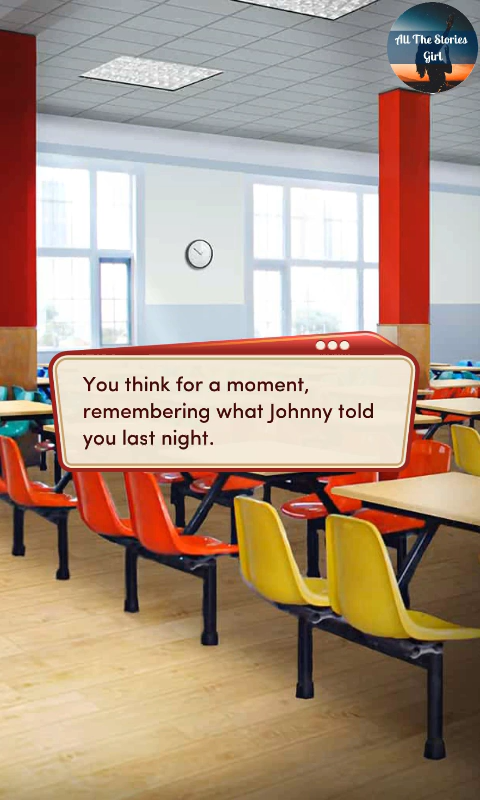 All The Stories
Girl
You think for a moment,
remembering what Johnny told
you last night.